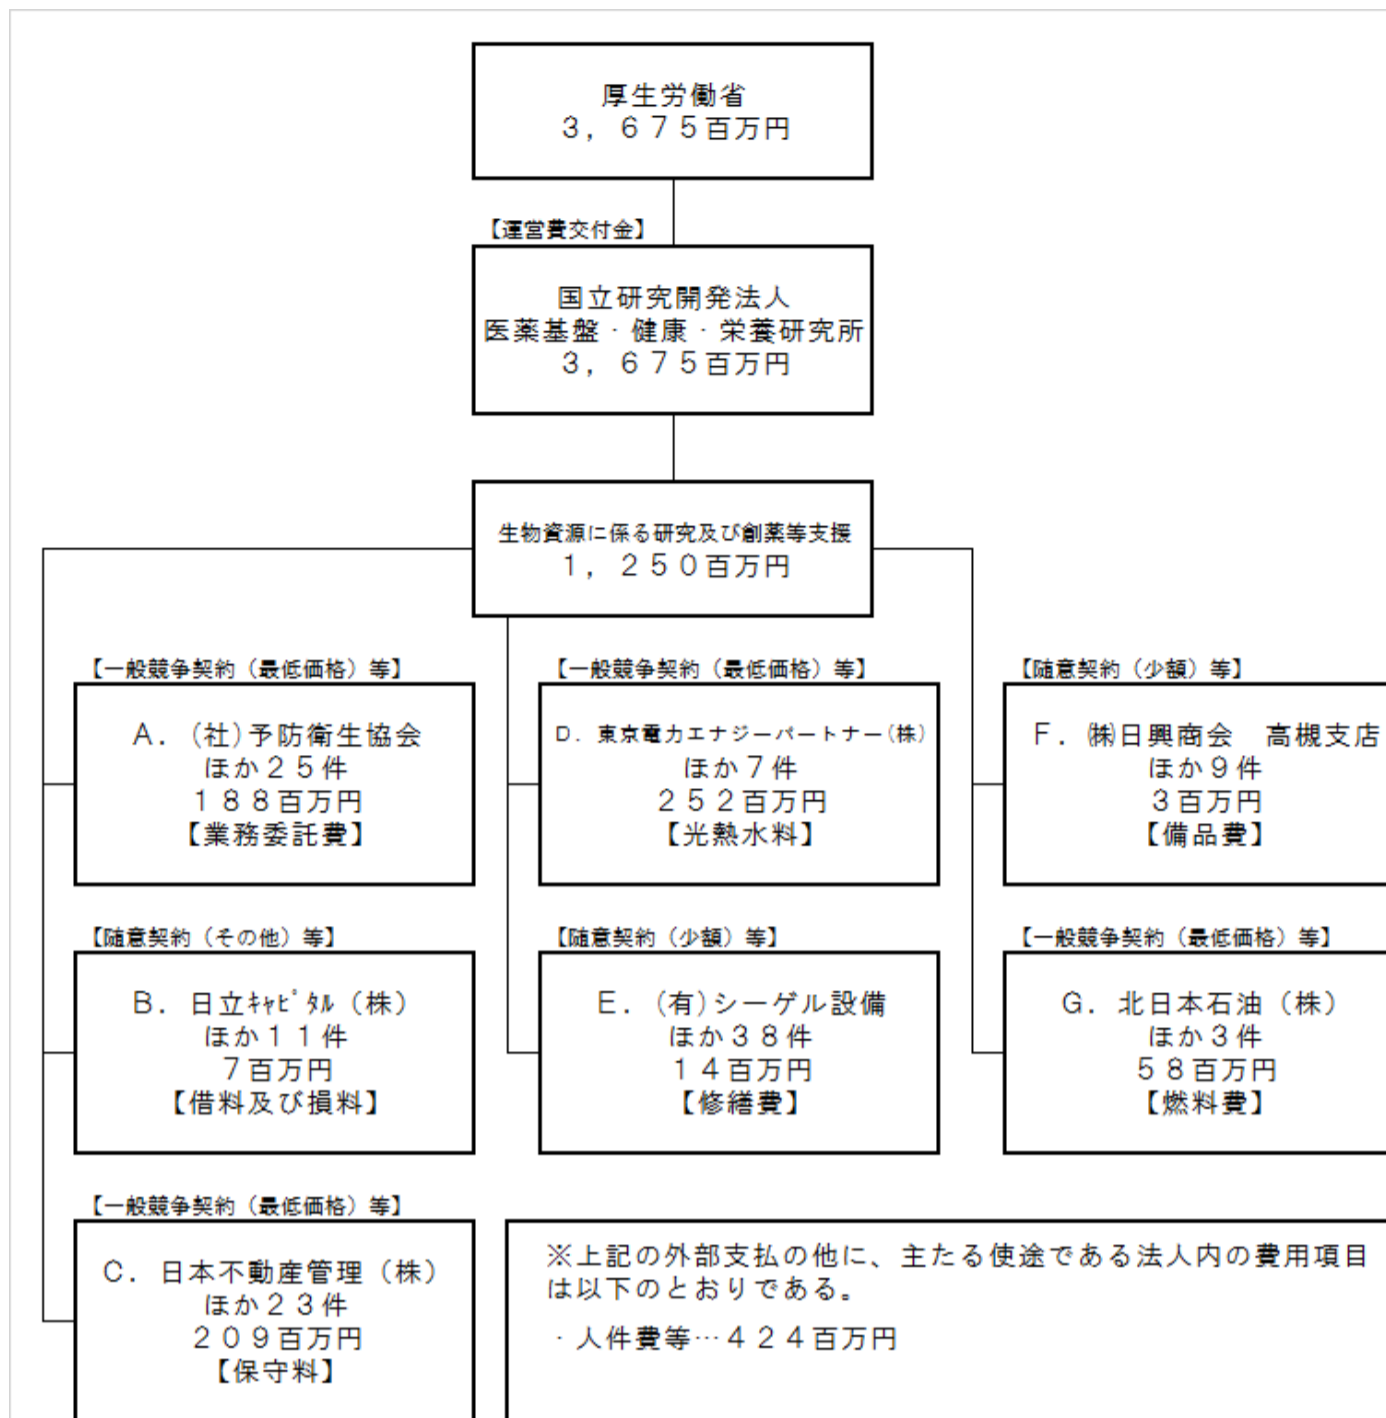 厚生労働省
３，６７５百万円
【運営費交付金】
国立研究開発法人
医薬基盤・健康・栄養研究所
３，６７５百万円
生物資源に係る研究及び創薬等支援
１，２５０百万円
【一般競争契約（最低価格）等】
Ａ．(社)予防衛生協会
ほか２５件
１８８百万円
【業務委託費】
【一般競争契約（最低価格）等】
Ｄ．東京電力エナジーパートナー(株)
ほか７件
２５２百万円
【光熱水料】
【随意契約（少額）等】
Ｆ．㈱日興商会　高槻支店
ほか９件
３百万円
【備品費】
【随意契約（その他）等】
Ｂ．日立ｷｬﾋﾟﾀﾙ（株）
ほか１１件
７百万円
【借料及び損料】
【随意契約（少額）等】
Ｅ．(有)シーゲル設備
ほか３８件
１４百万円
【修繕費】
【一般競争契約（最低価格）等】
Ｇ．北日本石油（株）
ほか３件
５８百万円
【燃料費】
【一般競争契約（最低価格）等】
Ｃ．日本不動産管理（株）
ほか２３件
２０９百万円
【保守料】
※上記の外部支払の他に、主たる使途である法人内の費用項目
は以下のとおりである。
・人件費等…４２４百万円